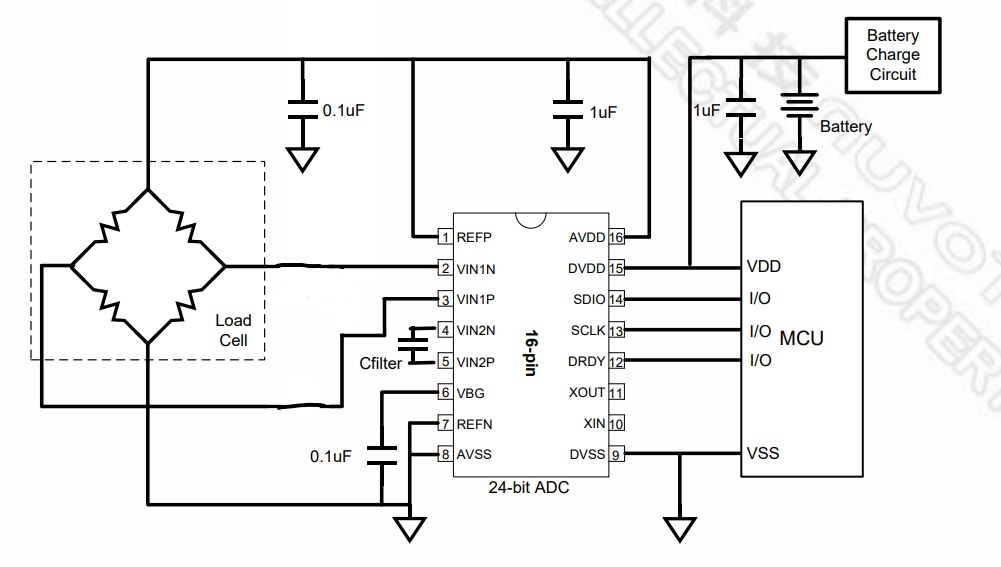 Battery
Charge
Circuit
0.1uF
1uF
1uF
Battery
1 REFP
AVDD 16
2 VIN1N
DVDD 15
VDD
3 VIN1P
SDIO 14
I/O
Load
Cell
4 VIN2N
SCLK 13
I/O
MCU
16-pin
Cfilter
5 VIN2P
DRDY 12
I/O
6 VBG
XOUT 11
7 REFN
XIN 10
0.1uF
8 AVSS
DVSS 9
VSS
24-bit ADC